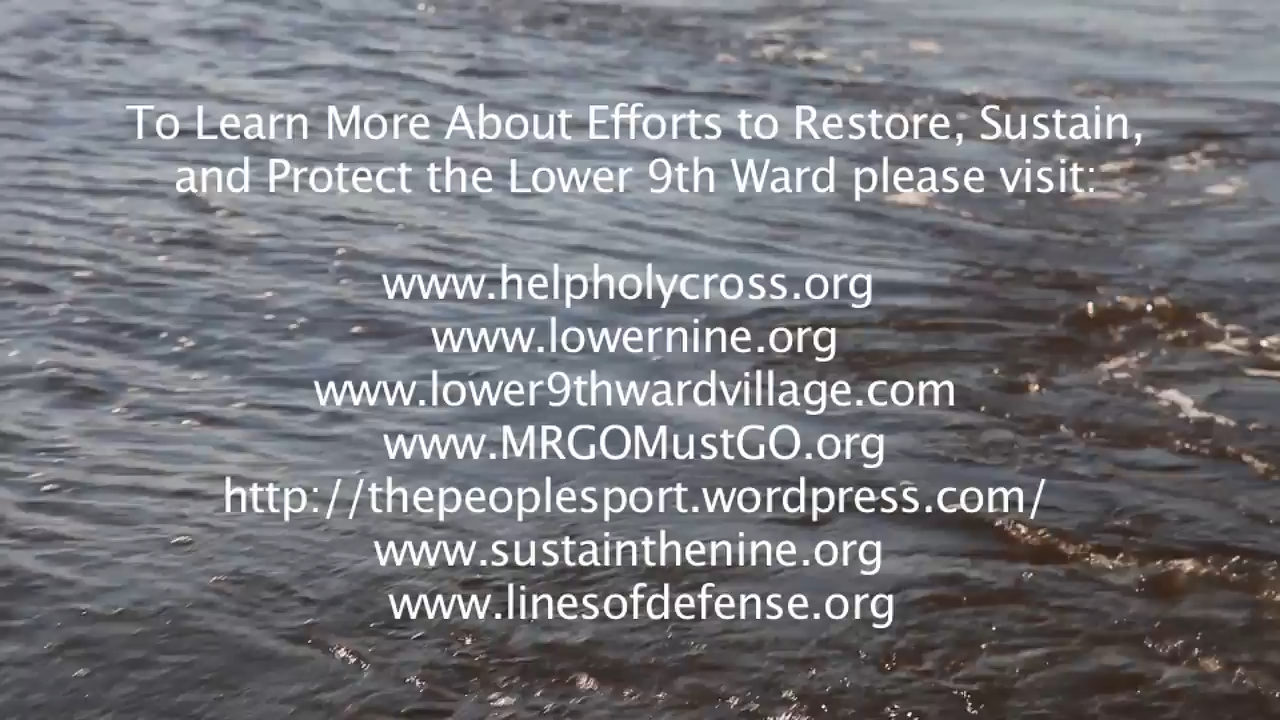 To Learn More About Efforts to Restore, Sustain,
and Protect the Lower 9th Ward please visit:
www.helpholycross.org
www.lowernine.org
www.lower9thwardvillage.com
www.MRGOMustGO.org
http://thepeoplesport.wordpress.com/
www.sustainthenine.org
www.linesofdefense.org